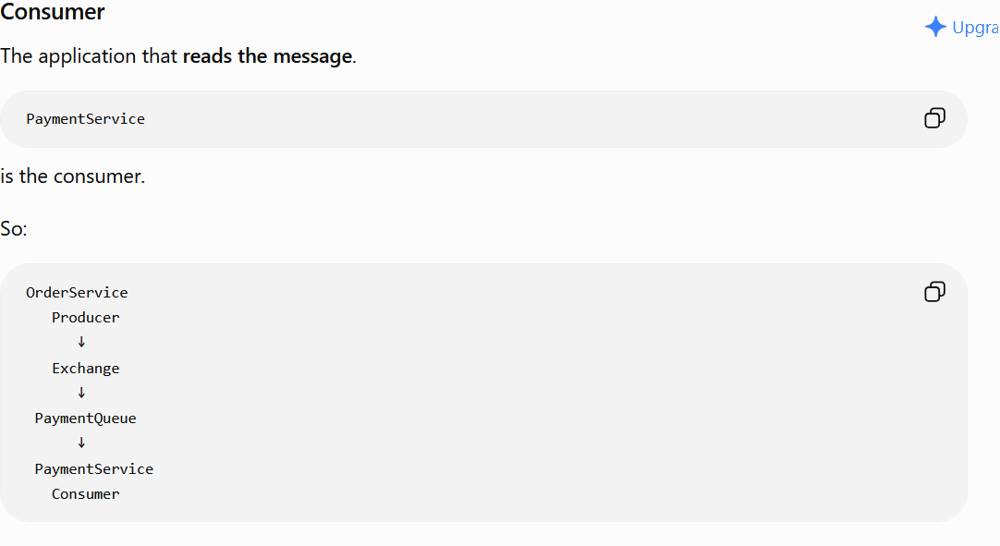 Consumer
Upgra
The application that reads the message.
PaymentService
is the consumer.
So:
OrderService
Producer
↓
Exchange
↓
PaymentQueue
↓
PaymentService
Consumer